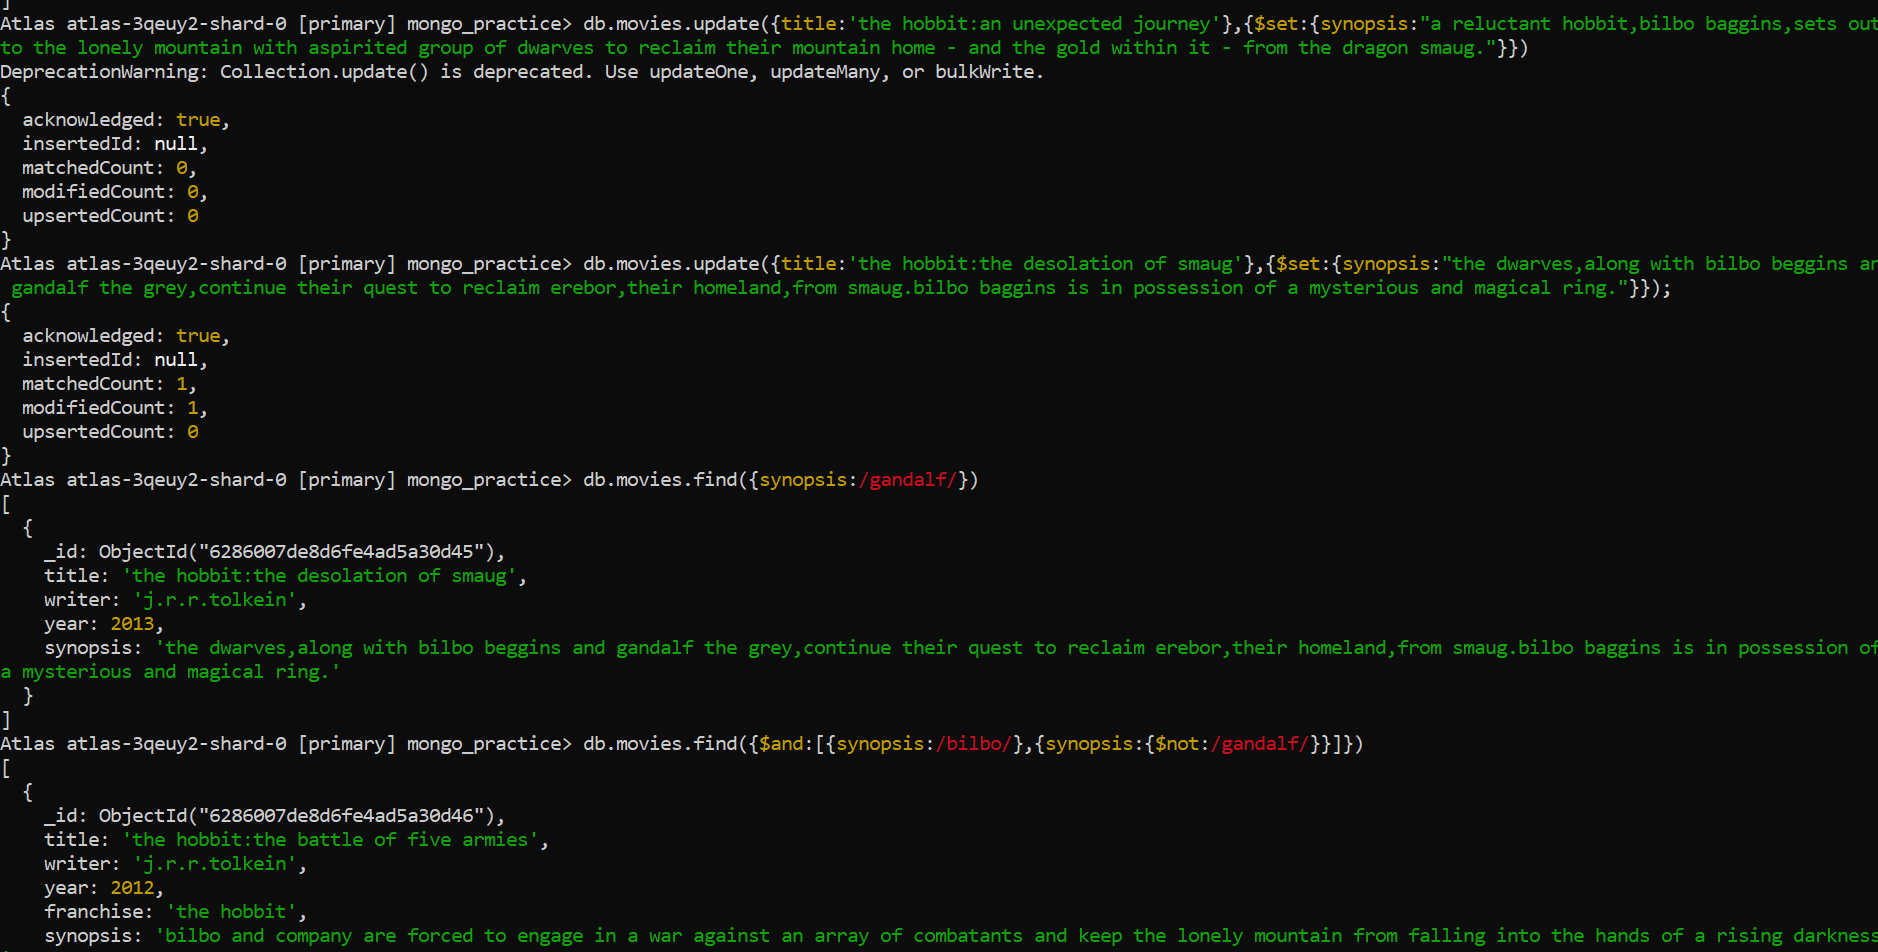 ]
Atlas atlas-3qeuy2-shard-0 [primary] mongo_practice> db.movies.update({title:'the hobbit:an unexpected journey'},{$set:{synopsis:"a reluctant hobbit,bilbo baggins,sets out
to the lonely mountain with aspirited group of dwarves to reclaim their mountain home - and the gold within it - from the dragon smaug."}})
DeprecationWarning: Collection.update() is deprecated. Use updateOne, updateMany, or bulkWrite.
{
  acknowledged: true,
  insertedId: null,
  matchedCount: 0,
  modifiedCount: 0,
  upsertedCount: 0
}
Atlas atlas-3qeuy2-shard-0 [primary] mongo_practice> db.movies.update({title:'the hobbit:the desolation of smaug'},{$set:{synopsis:"the dwarves,along with bilbo beggins an
 gandalf the grey,continue their quest to reclaim erebor,their homeland,from smaug.bilbo baggins is in possession of a mysterious and magical ring."}});
{
  acknowledged: true,
  insertedId: null,
  matchedCount: 1,
  modifiedCount: 1,
  upsertedCount: 0
}
Atlas atlas-3qeuy2-shard-0 [primary] mongo_practice> db.movies.find({synopsis:/gandalf/})
[
  {
    _id: ObjectId("6286007de8d6fe4ad5a30d45"),
    title: 'the hobbit:the desolation of smaug',
    writer: 'j.r.r.tolkein',
    year: 2013,
    synopsis: 'the dwarves,along with bilbo beggins and gandalf the grey,continue their quest to reclaim erebor,their homeland,from smaug.bilbo baggins is in possession of
a mysterious and magical ring.'
  }
]
Atlas atlas-3qeuy2-shard-0 [primary] mongo_practice> db.movies.find({$and:[{synopsis:/bilbo/},{synopsis:{$not:/gandalf/}}]})
[
  {
    _id: ObjectId("6286007de8d6fe4ad5a30d46"),
    title: 'the hobbit:the battle of five armies',
    writer: 'j.r.r.tolkein',
    year: 2012,
    franchise: 'the hobbit',
    synopsis: 'bilbo and company are forced to engage in a war against an array of combatants and keep the lonely mountain from falling into the hands of a rising darkness